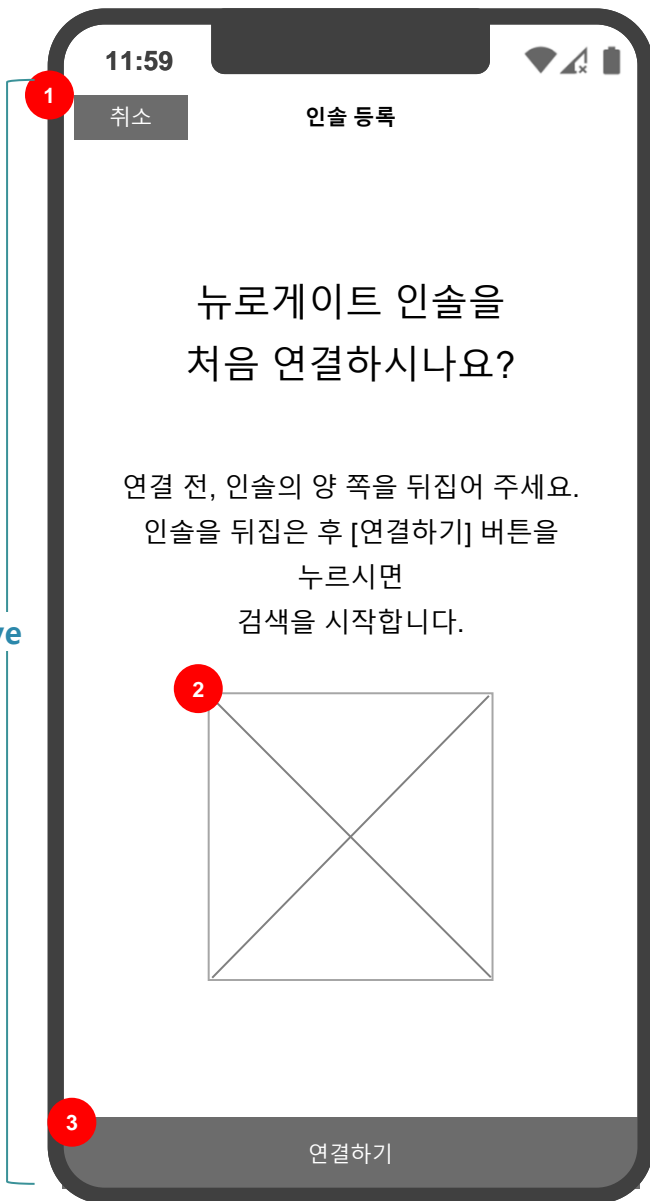 11:59
1
취소
인솔 등록
뉴로게이트 인솔을
처음 연결하시나요?
연결 전, 인솔의 양 쪽을 뒤집어 주세요.
인솔을 뒤집은 후 [연결하기] 버튼을
누르시면
검색을 시작합니다.
2
3
연결하기